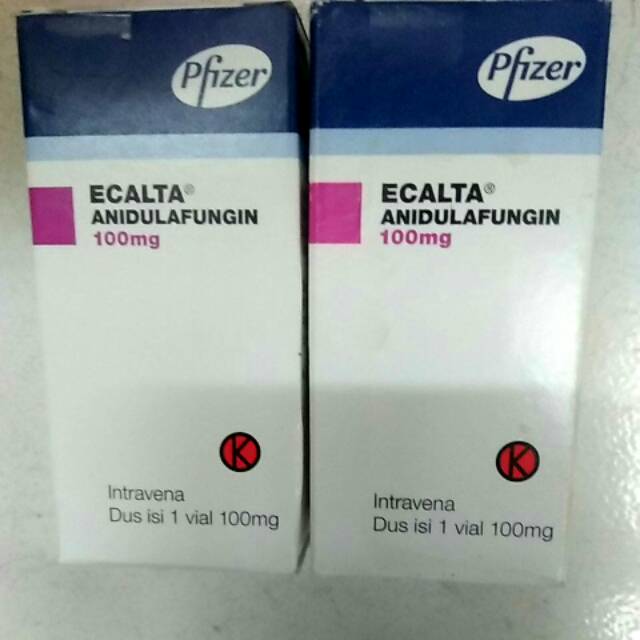 Pfizer
ECALTA®
ANIDULAFUNGIN
100mg
K
Intravena
Dus isi 1 vial 100mg
Pfizer
ECALTA®
ANIDULAFUNGIN
100mg
K
Intravena
Dus isi 1 vial 100mg